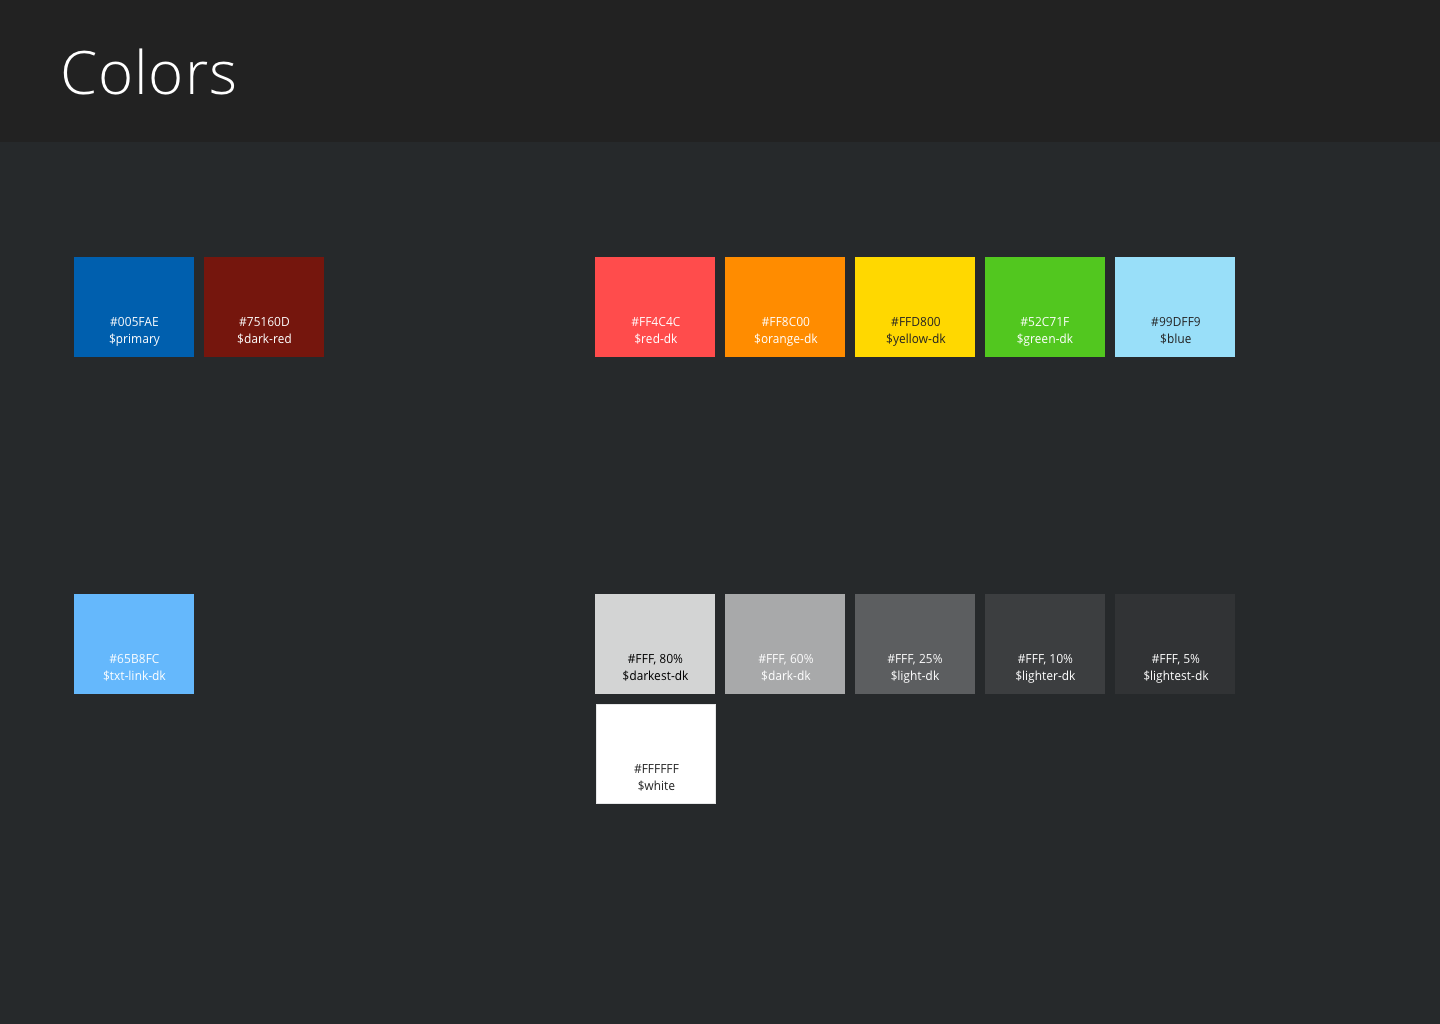 Colors
#005FAE
$primary
#75160D
$dark-red
#FF4C4C
$red-dk
#FF8C00
$orange-dk
#FFD800
$yellow-dk
#52C71F
$green-dk
#99DFF9
$blue
#65B8FC
$txt-link-dk
#FFF, 80%
$darkest-dk
#FFF, 60%
$dark-dk
#FFF, 25%
$light-dk
#FFF, 10%
$lighter-dk
#FFF, 5%
$lightest-dk
#FFFFFF
$white